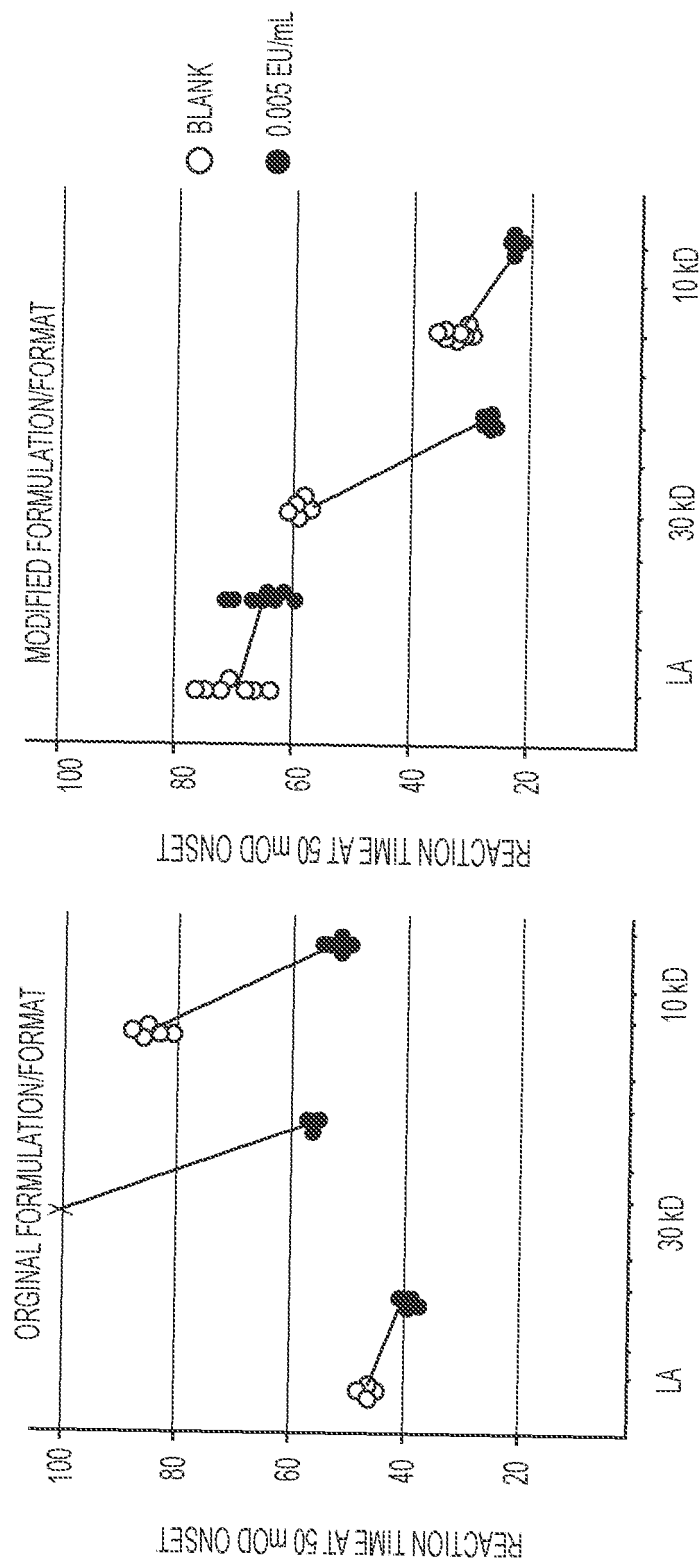 ORGINAL FORMULATION/FORMAT
REACTION TIME AT 50 mOD ONSET
100
80
60
40
20
LA
30 kD
10 kD
MODIFIED FORMULATION/FORMAT
REACTION TIME AT 50 mOD ONSET
100
80
60
40
20
LA
30 kD
10 kD
BLANK
0.005 EU/mL